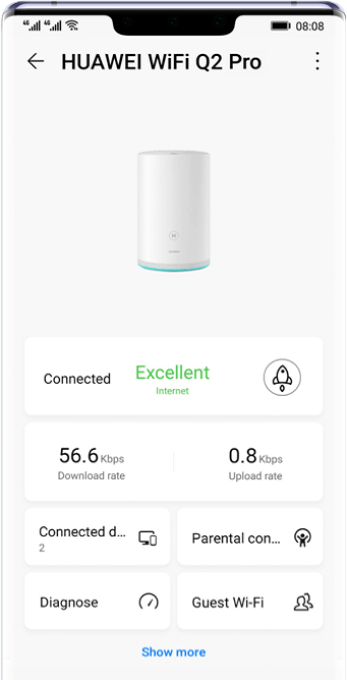 08:08
HUAWEI WiFi Q2 Pro
Connected
Excellent
Internet
56.6 Kbps
Download rate
0.8 Kbps
Upload rate
Connected d...
2
Parental con...
Diagnose
Guest Wi-Fi
Show more